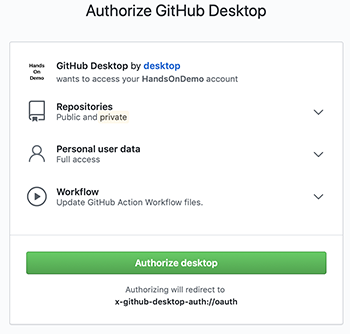 Authorize GitHub Desktop
Hands
On
Demo
GitHub Desktop by desktop
wants to access your HandsOnDemo account
Repositories
Public and private
Personal user data
Full access
Workflow
Update GitHub Action Workflow files.
Authorize desktop
Authorizing will redirect to
x-github-desktop-auth://oauth